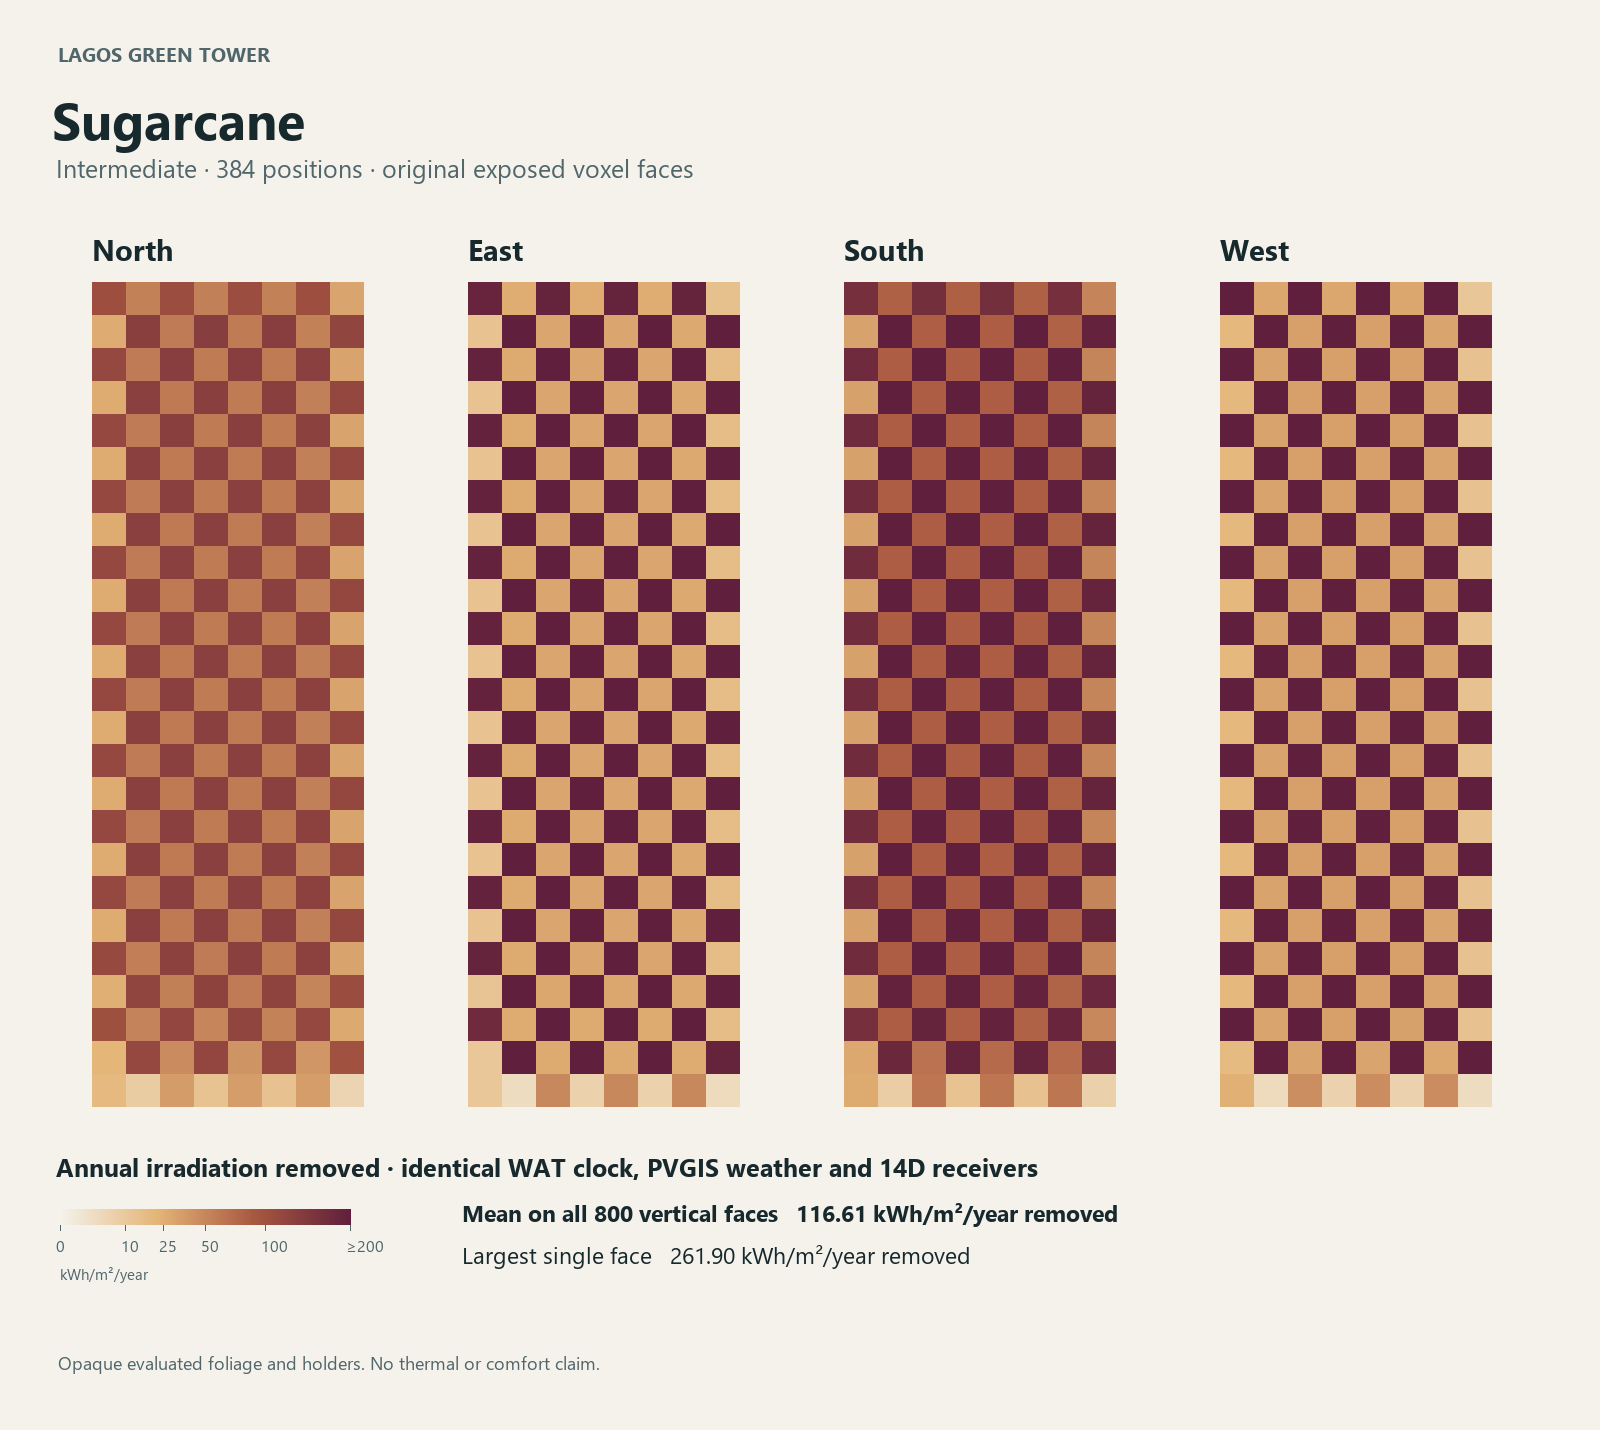 LAGOS GREEN TOWER
Sugarcane
Intermediate · 384 positions · original exposed voxel faces
North East South West
Annual irradiation removed · identical WAT clock, PVGIS weather and 14D receivers
Mean on all 800 vertical faces 116.61 kWh/m²/year removed
0 10 25 50 100 ≥200
Largest single face 261.90 kWh/m²/year removed
kWh/m²/year
Opaque evaluated foliage and holders. No thermal or comfort claim.